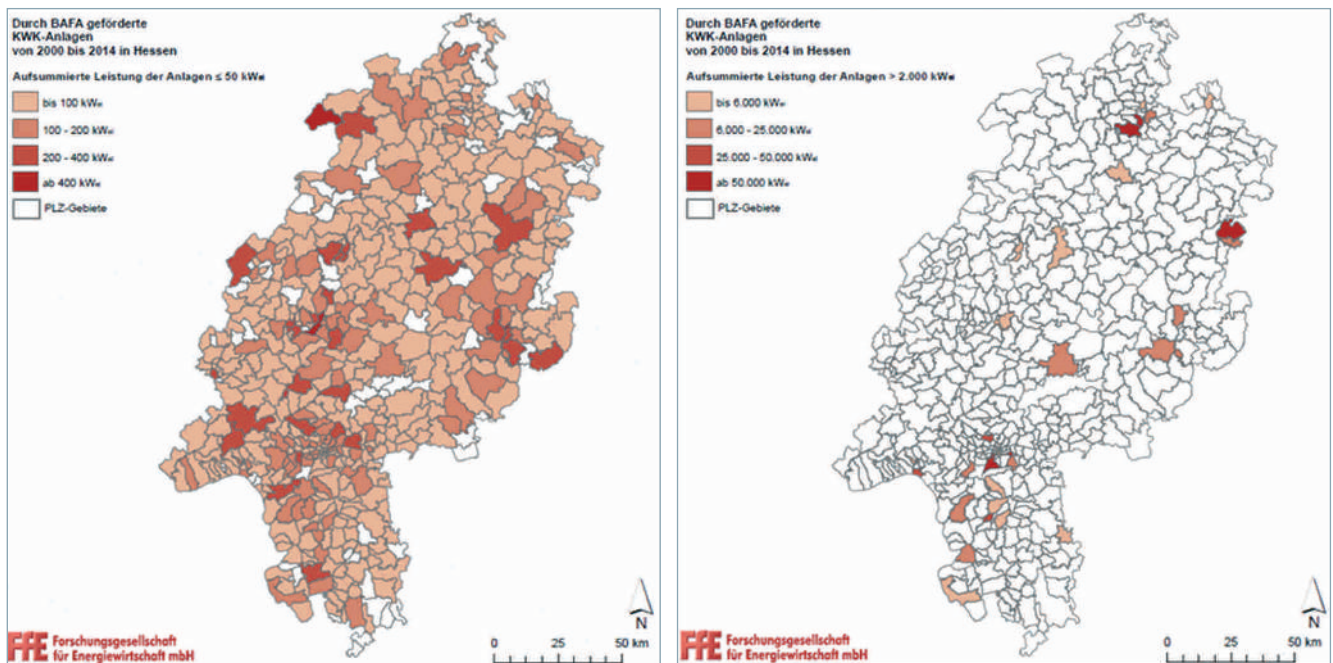 Durch BAFA geförderte
KWK-Anlagen
von 2000 bis 2014 in Hessen
Aufsummierte Leistung der Anlagen ≤ 50 kWel
bis 100 kWel
100 - 200 kWel
200 - 400 kWel
ab 400 kWel
PLZ-Gebiete
N
FfE Forschungsgesellschaft
für Energiewirtschaft mbH
0 25 50 km
Durch BAFA geförderte
KWK-Anlagen
von 2000 bis 2014 in Hessen
Aufsummierte Leistung der Anlagen > 2.000 kWel
bis 6.000 kWel
6.000 - 25.000 kWel
25.000 - 50.000 kWel
ab 50.000 kWel
PLZ-Gebiete
N
FfE Forschungsgesellschaft
für Energiewirtschaft mbH
0 25 50 km